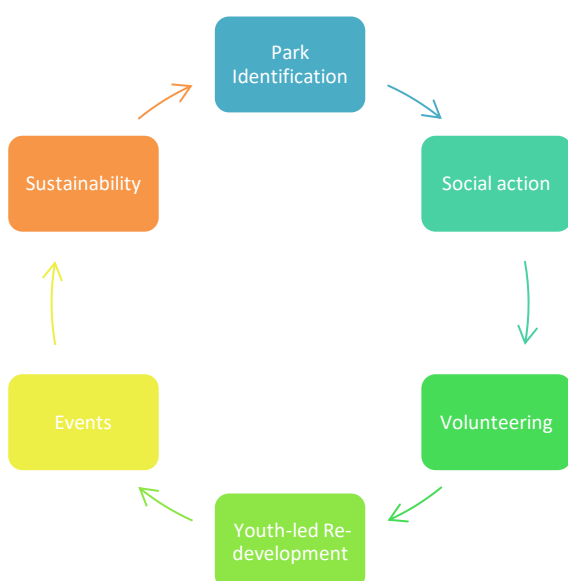 Park
Identification
Social action
Volunteering
Youth-led Re-
development
Events
Sustainability